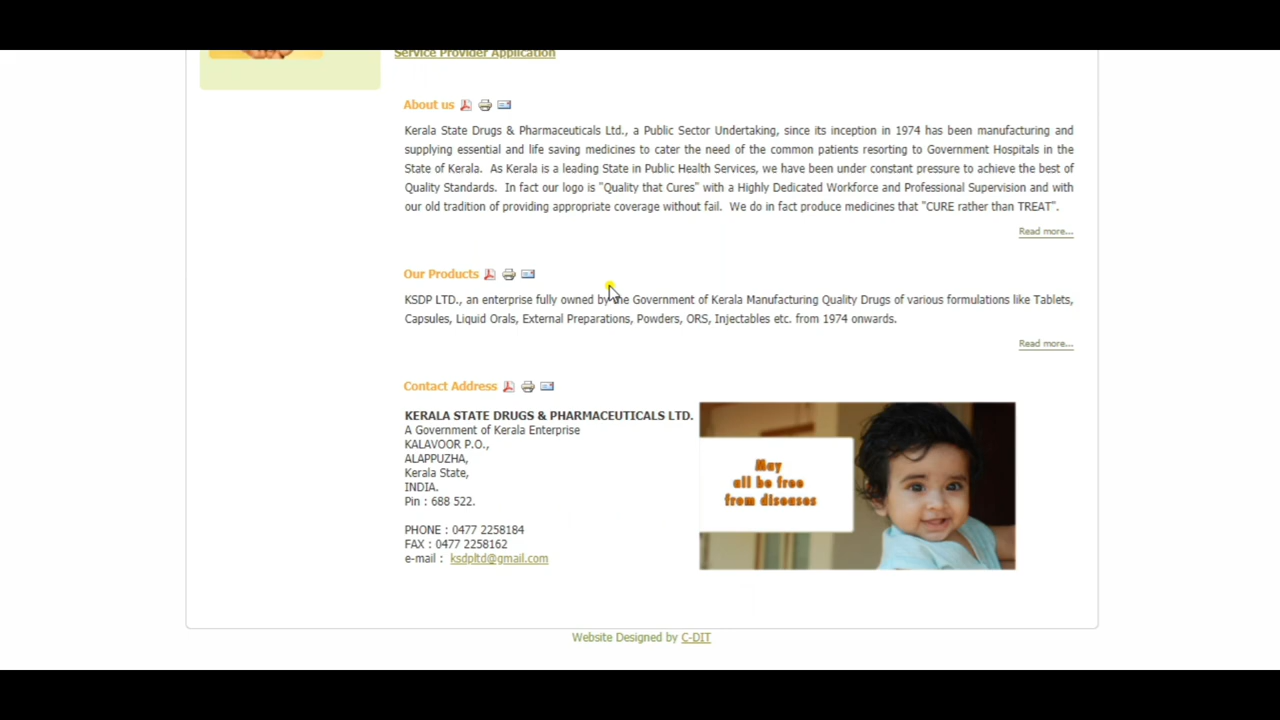 Service Provider Application
About us
Kerala State Drugs & Pharmaceuticals Ltd., a Public Sector Undertaking, since its inception in 1974 has been manufacturing and
supplying essential and life saving medicines to cater the need of the common patients resorting to Government Hospitals in the
State of Kerala. As Kerala is a leading State in Public Health Services, we have been under constant pressure to achieve the best of
Quality Standards. In fact our logo is "Quality that Cures" with a Highly Dedicated Workforce and Professional Supervision and with
our old tradition of providing appropriate coverage without fail. We do in fact produce medicines that "CURE rather than TREAT".
Read more...
Our Products
KSDP LTD., an enterprise fully owned by the Government of Kerala Manufacturing Quality Drugs of various formulations like Tablets,
Capsules, Liquid Orals, External Preparations, Powders, ORS, Injectables etc. from 1974 onwards.
Read more...
Contact Address
KERALA STATE DRUGS & PHARMACEUTICALS LTD.
A Government of Kerala Enterprise
KALAVOOR P.O.,
ALAPPUZHA,
Kerala State,
INDIA.
Pin : 688 522.
PHONE : 0477 2258184
FAX : 0477 2258162
e-mail : ksdpltd@gmail.com
May
all be free
from diseases
Website Designed by C-DIT